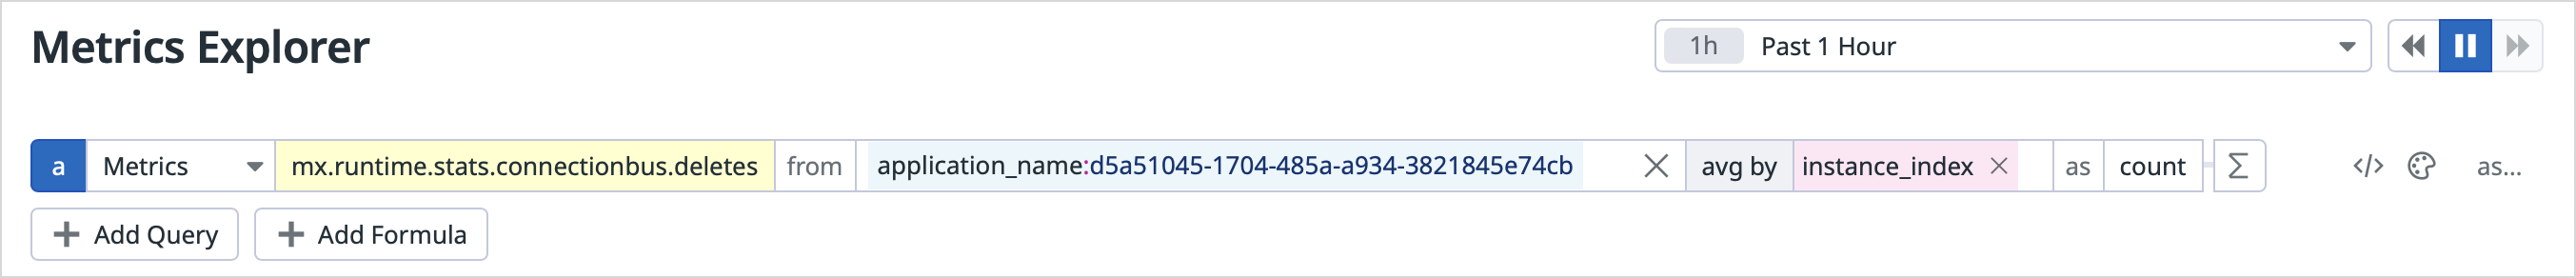 Metrics Explorer
1h Past 1 Hour
a Metrics mx.runtime.stats.connectionbus.deletes from application_name:d5a51045-1704-485a-a934-3821845e74cb avg by instance_index as count Σ </> as...
Add Query Add Formula